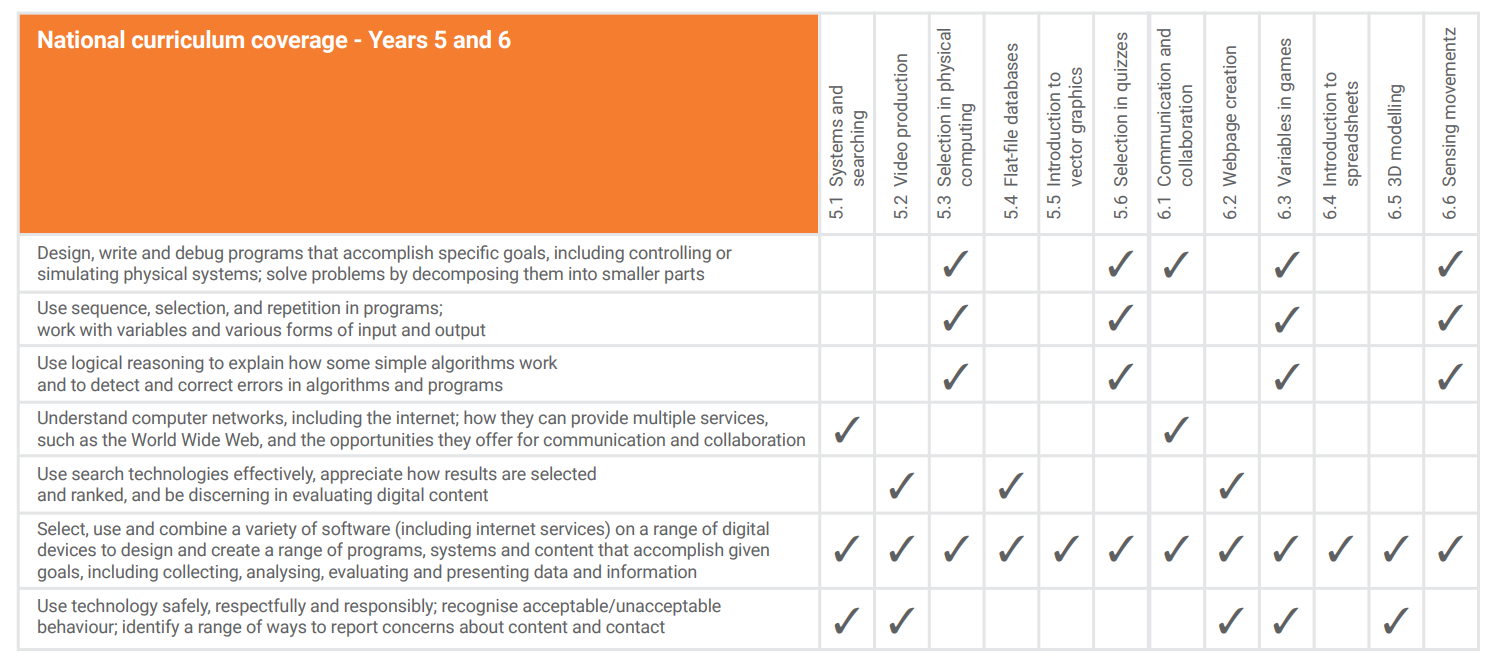 National curriculum coverage - Years 5 and 6
5.1 Systems and
searching
5.2 Video production
5.3 Selection in physical
computing
5.4 Flat-file databases
5.5 Introduction to
vector graphics
5.6 Selection in quizzes
6.1 Communication and
collaboration
6.2 Webpage creation
6.3 Variables in games
6.4 Introduction to
spreadsheets
6.5 3D modelling
6.6 Sensing movementz
Design, write and debug programs that accomplish specific goals, including controlling or
simulating physical systems; solve problems by decomposing them into smaller parts
✓ ✓ ✓ ✓ ✓
Use sequence, selection, and repetition in programs;
work with variables and various forms of input and output
✓ ✓ ✓ ✓
Use logical reasoning to explain how some simple algorithms work
and to detect and correct errors in algorithms and programs
✓ ✓ ✓ ✓
Understand computer networks, including the internet; how they can provide multiple services,
such as the World Wide Web, and the opportunities they offer for communication and collaboration
✓ ✓
Use search technologies effectively, appreciate how results are selected
and ranked, and be discerning in evaluating digital content
✓ ✓ ✓
Select, use and combine a variety of software (including internet services) on a range of digital
devices to design and create a range of programs, systems and content that accomplish given
goals, including collecting, analysing, evaluating and presenting data and information
✓ ✓ ✓ ✓ ✓ ✓ ✓ ✓ ✓ ✓ ✓ ✓
Use technology safely, respectfully and responsibly; recognise acceptable/unacceptable
behaviour; identify a range of ways to report concerns about content and contact
✓ ✓ ✓ ✓ ✓